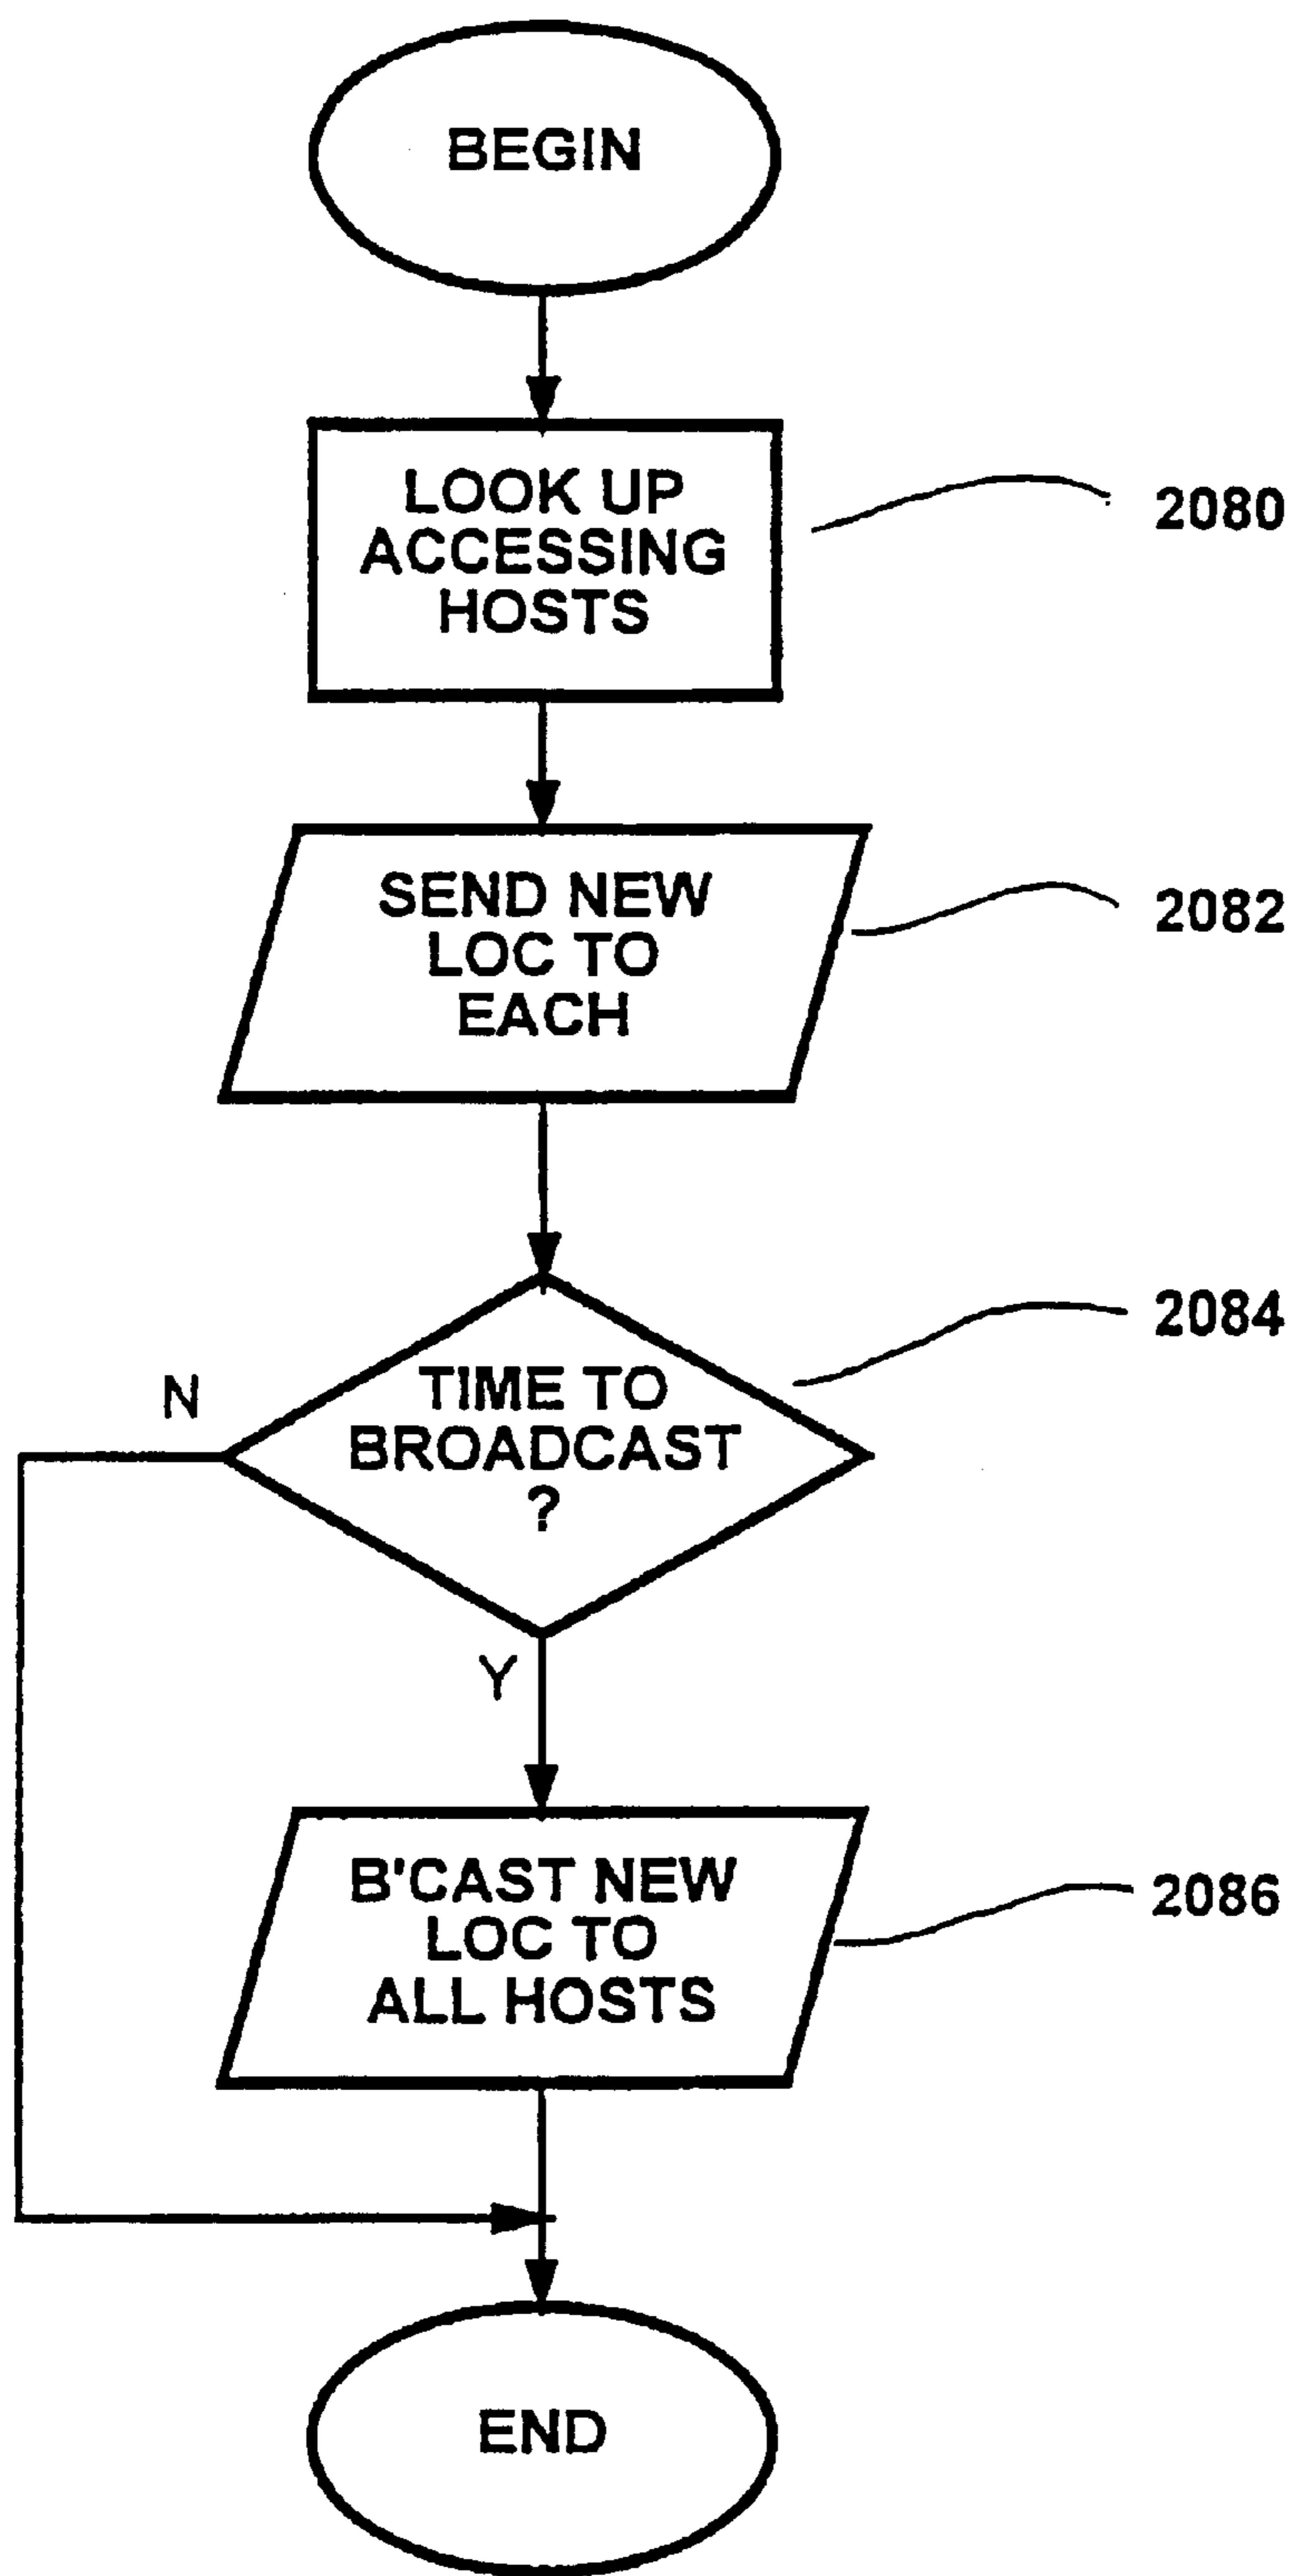 BEGIN
LOOK UP
ACCESSING
HOSTS
2080
SEND NEW
LOC TO
EACH
2082
TIME TO
BROADCAST
?
2084
N
Y
B'CAST NEW
LOC TO
ALL HOSTS
2086
END